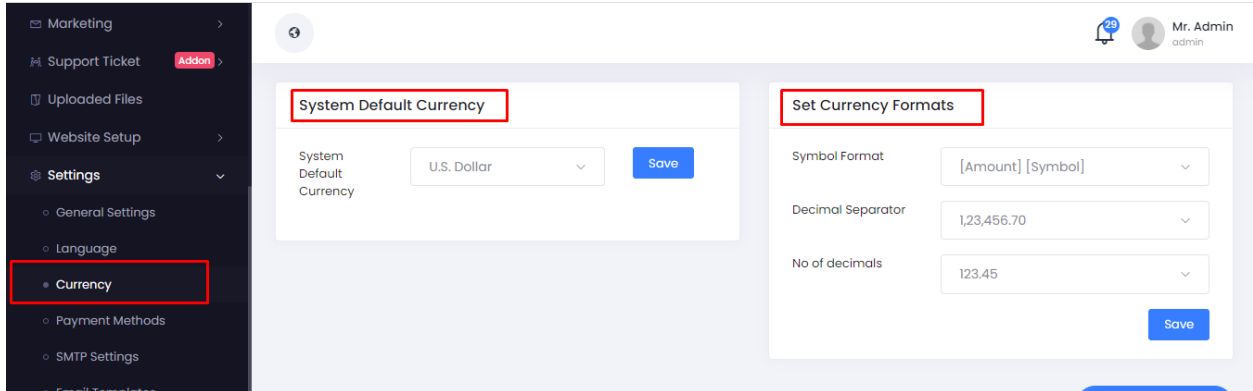 Marketing
Support Ticket Addon
Uploaded Files
Website Setup
Settings
General Settings
Language
Currency
Payment Methods
SMTP Settings
Email Templates
29
Mr. Admin
admin
System Default Currency
System
Default
Currency
U.S. Dollar
Save
Set Currency Formats
Symbol Format
[Amount] [Symbol]
Decimal Separator
1,23,456.70
No of decimals
123.45
Save